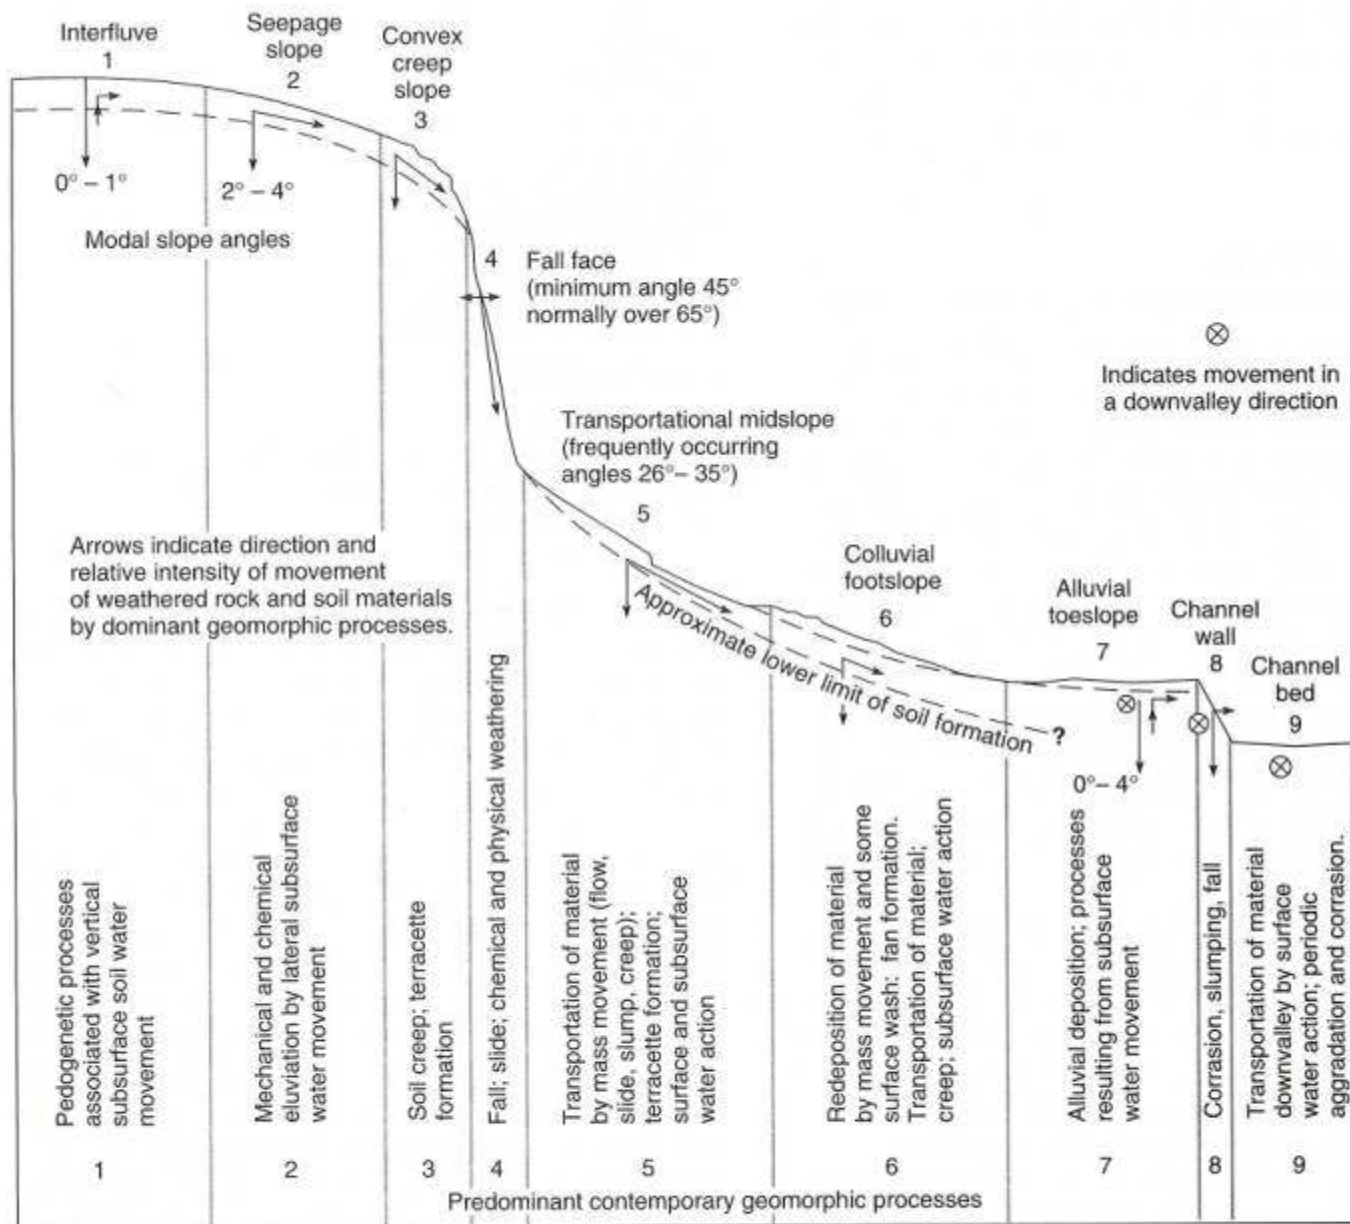 Interfluve
1
Seepage
slope
2
Convex
creep
slope
3
0° – 1°
2° – 4°
Modal slope angles
4
Fall face
(minimum angle 45°
normally over 65°)
⊗
Indicates movement in
a downvalley direction
Transportational midslope
(frequently occurring
angles 26°– 35°)
5
Arrows indicate direction and
relative intensity of movement
of weathered rock and soil materials
by dominant geomorphic processes.
Colluvial
footslope
6
Alluvial
toeslope
7
Channel
wall
8
Channel
bed
9
Approximate lower limit of soil formation
?
0°– 4°
Pedogenetic processes
associated with vertical
subsurface soil water
movement
Mechanical and chemical
eluviation by lateral subsurface
water movement
Soil creep; terracette
formation
Fall; slide; chemical and physical weathering
Transportation of material
by mass movement (flow,
slide, slump, creep);
terracette formation;
surface and subsurface
water action
Redeposition of material
by mass movement and some
surface wash: fan formation.
Transportation of material;
creep; subsurface water action
Alluvial deposition; processes
resulting from subsurface
water movement
Corrasion, slumping, fall
Transportation of material
downvalley by surface
water action; periodic
aggradation and corrasion.
1
2
3
4
5
6
7
8
9
Predominant contemporary geomorphic processes